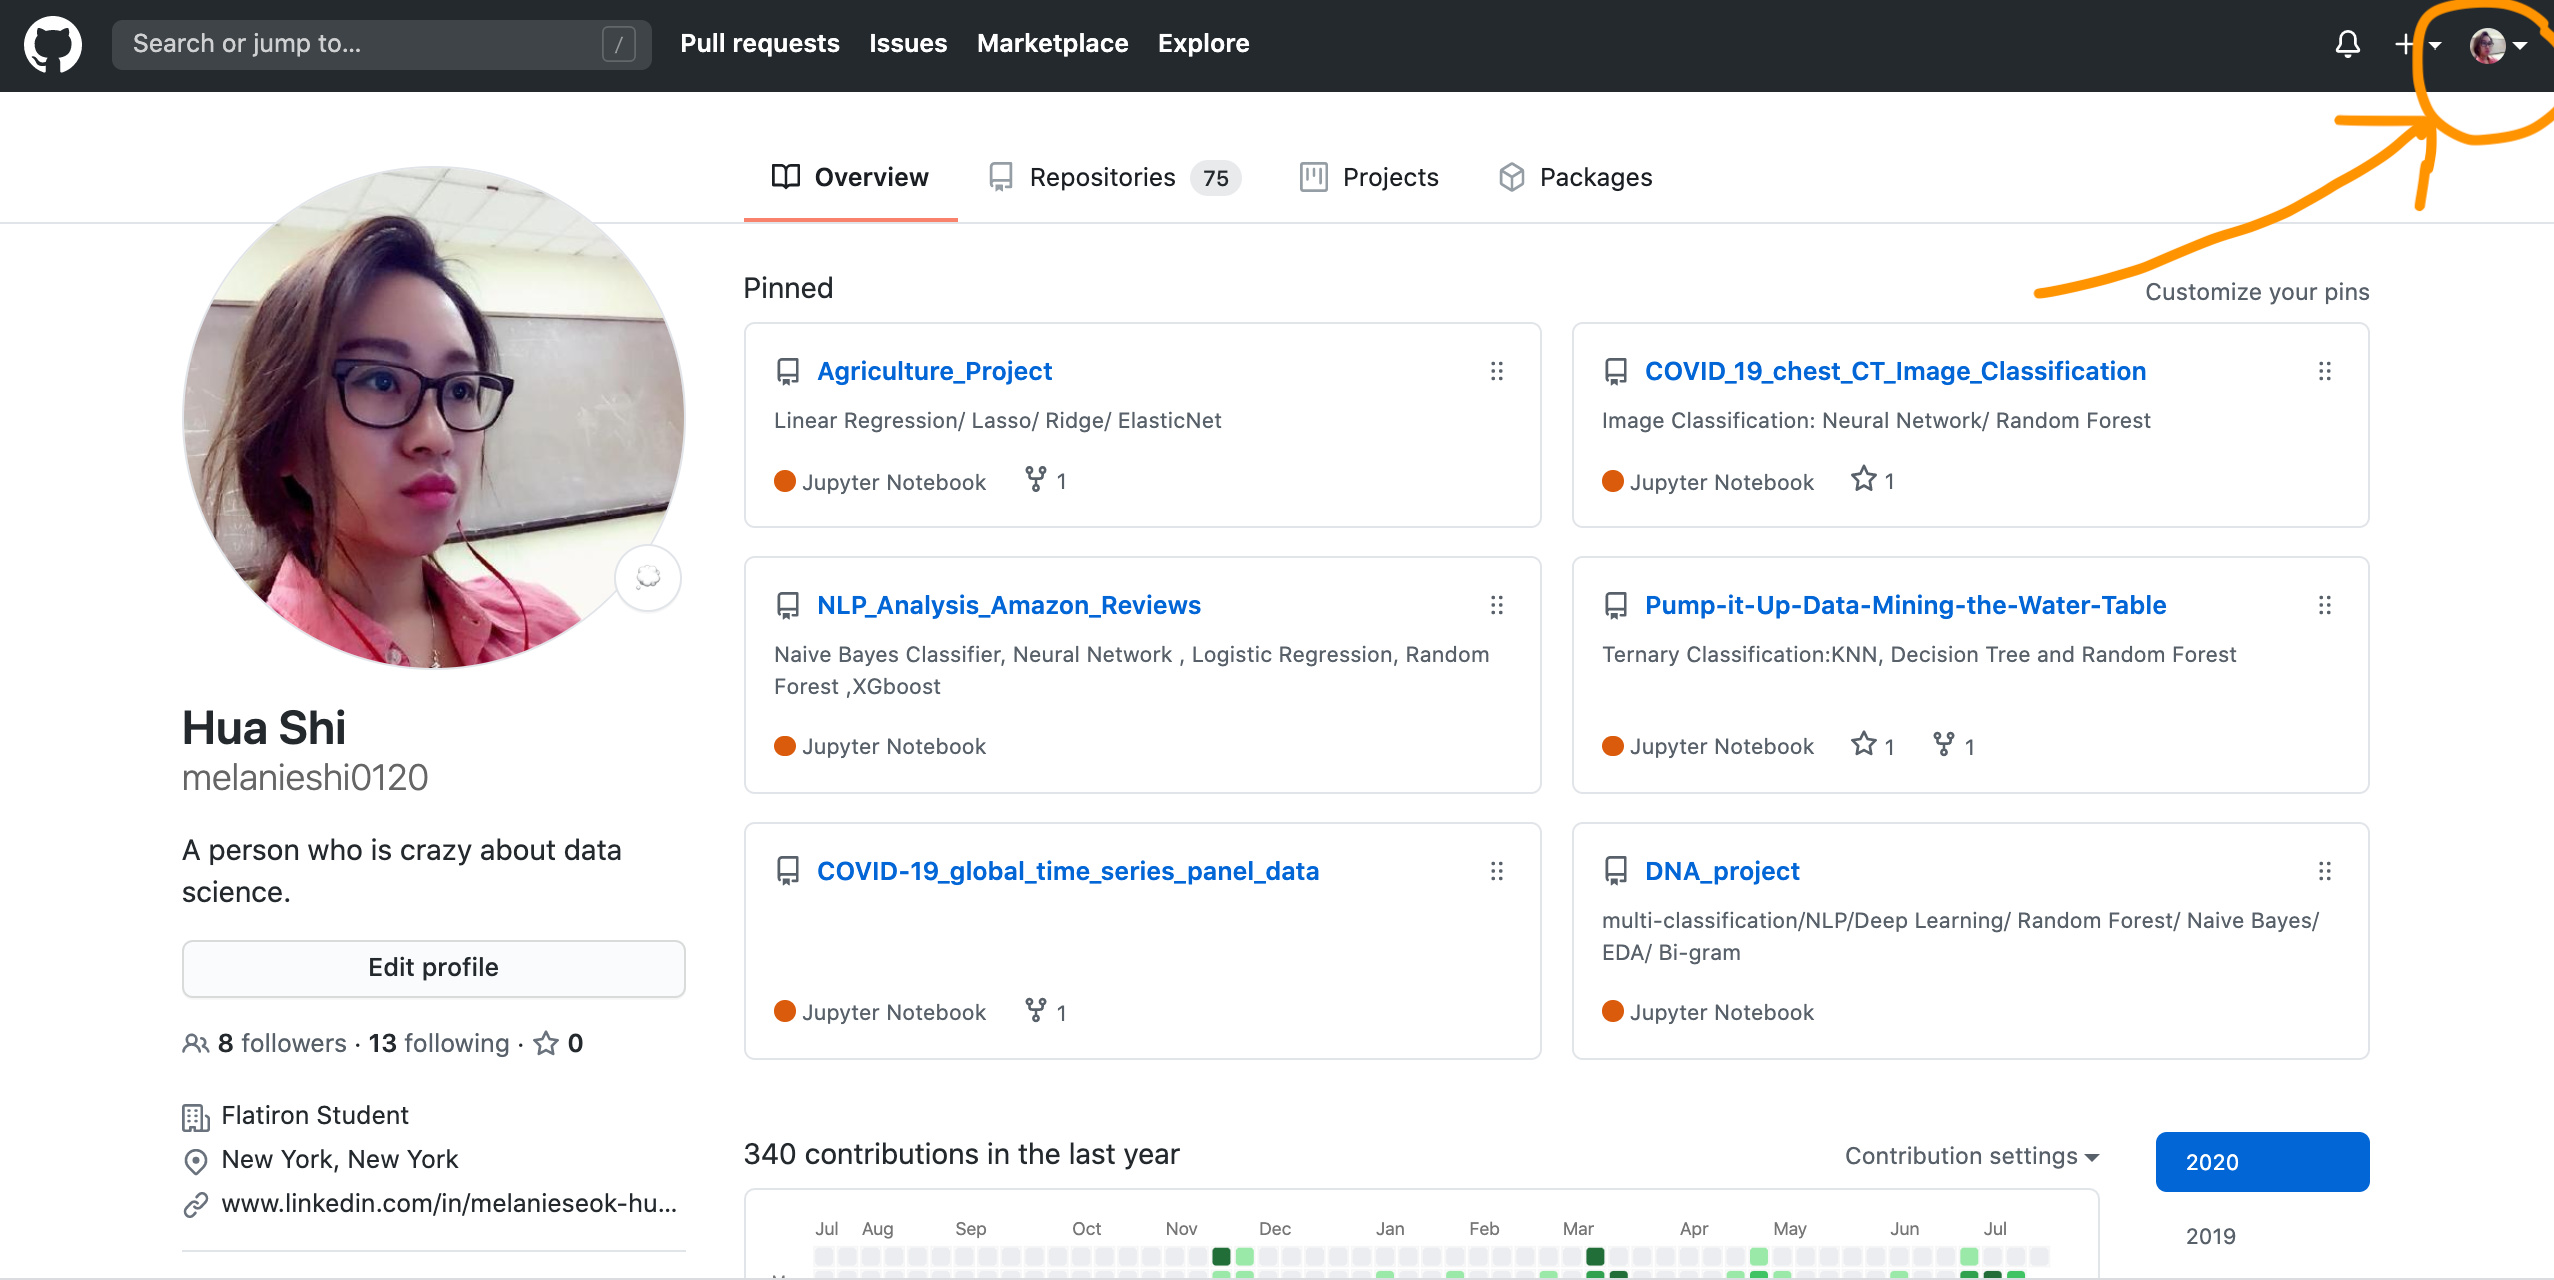 Search or jump to... /
Pull requests Issues Marketplace Explore
Overview Repositories 75 Projects Packages
Hua Shi
melanieshi0120
A person who is crazy about data
science.
Edit profile
8 followers · 13 following · 0
Flatiron Student
New York, New York
www.linkedin.com/in/melanieseok-hu...
Pinned
Customize your pins
Agriculture_Project
Linear Regression/ Lasso/ Ridge/ ElasticNet
Jupyter Notebook 1
COVID_19_chest_CT_Image_Classification
Image Classification: Neural Network/ Random Forest
Jupyter Notebook 1
NLP_Analysis_Amazon_Reviews
Naive Bayes Classifier, Neural Network , Logistic Regression, Random
Forest ,XGboost
Jupyter Notebook
Pump-it-Up-Data-Mining-the-Water-Table
Ternary Classification:KNN, Decision Tree and Random Forest
Jupyter Notebook 1 1
COVID-19_global_time_series_panel_data
Jupyter Notebook 1
DNA_project
multi-classification/NLP/Deep Learning/ Random Forest/ Naive Bayes/
EDA/ Bi-gram
Jupyter Notebook
340 contributions in the last year
Contribution settings
2020
2019
Jul Aug Sep Oct Nov Dec Jan Feb Mar Apr May Jun Jul